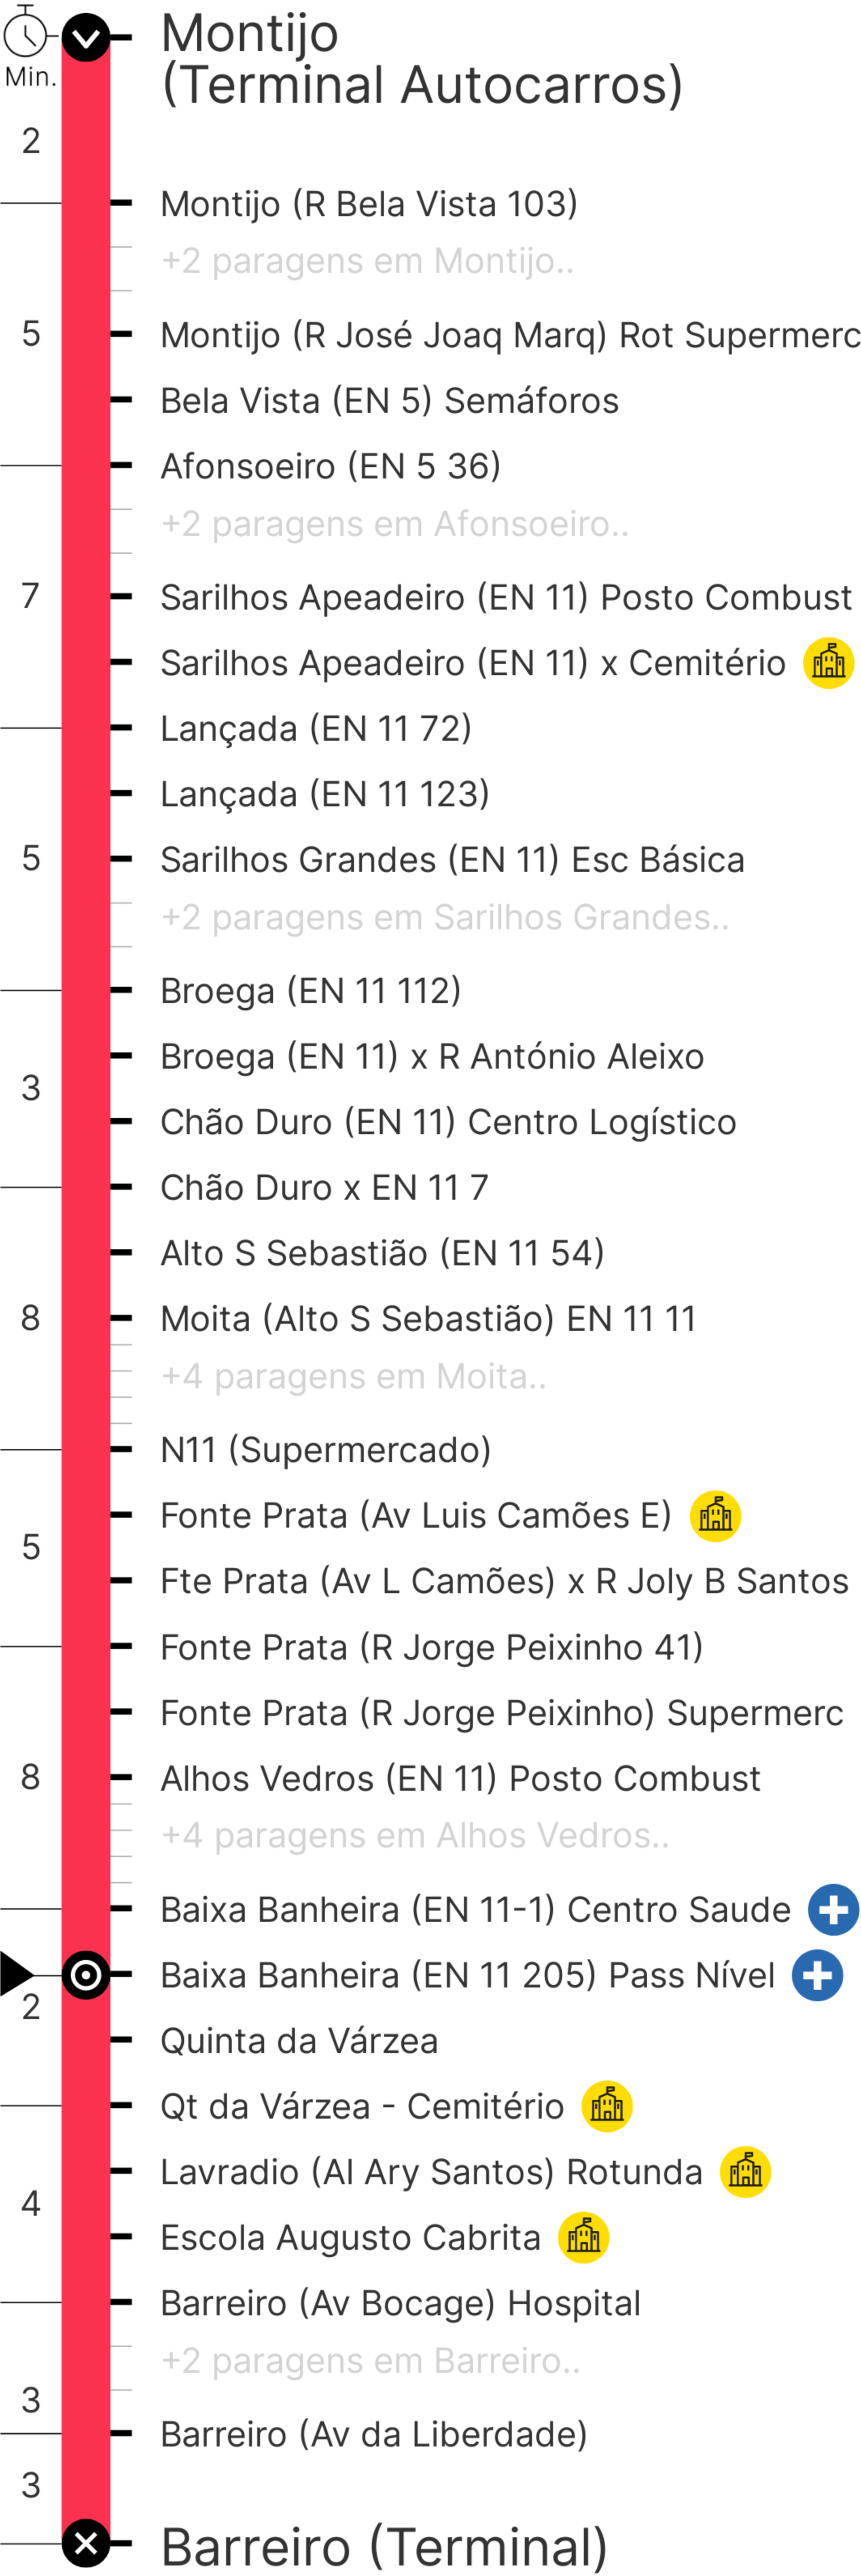 Montijo
(Terminal Autocarros)
Min.
2
Montijo (R Bela Vista 103)
+2 paragens em Montijo..
5
Montijo (R José Joaq Marq) Rot Supermerc
Bela Vista (EN 5) Semáforos
Afonsoeiro (EN 5 36)
+2 paragens em Afonsoeiro..
7
Sarilhos Apeadeiro (EN 11) Posto Combust
Sarilhos Apeadeiro (EN 11) x Cemitério
Lançada (EN 11 72)
Lançada (EN 11 123)
5
Sarilhos Grandes (EN 11) Esc Básica
+2 paragens em Sarilhos Grandes..
Broega (EN 11 112)
Broega (EN 11) x R António Aleixo
3
Chão Duro (EN 11) Centro Logístico
Chão Duro x EN 11 7
Alto S Sebastião (EN 11 54)
8
Moita (Alto S Sebastião) EN 11 11
+4 paragens em Moita..
N11 (Supermercado)
Fonte Prata (Av Luis Camões E)
5
Fte Prata (Av L Camões) x R Joly B Santos
Fonte Prata (R Jorge Peixinho 41)
Fonte Prata (R Jorge Peixinho) Supermerc
8
Alhos Vedros (EN 11) Posto Combust
+4 paragens em Alhos Vedros..
Baixa Banheira (EN 11-1) Centro Saude
Baixa Banheira (EN 11 205) Pass Nível
2
Quinta da Várzea
Qt da Várzea - Cemitério
Lavradio (Al Ary Santos) Rotunda
4
Escola Augusto Cabrita
Barreiro (Av Bocage) Hospital
+2 paragens em Barreiro..
3
Barreiro (Av da Liberdade)
3
Barreiro (Terminal)